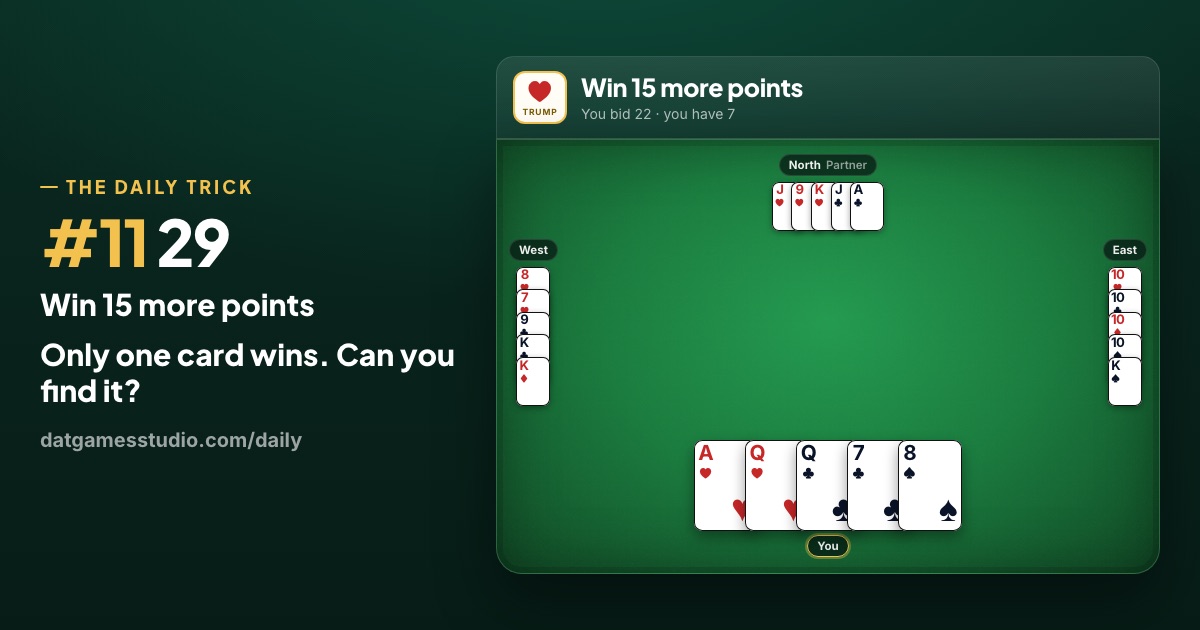 — THE DAILY TRICK
#11 29
Win 15 more points
Only one card wins. Can you
find it?
datgamesstudio.com/daily
TRUMP
Win 15 more points
You bid 22 · you have 7
North Partner
J 9 K J A
West
8
7
9
K
K
East
10
10
10
10
K
A Q Q 7 8
You